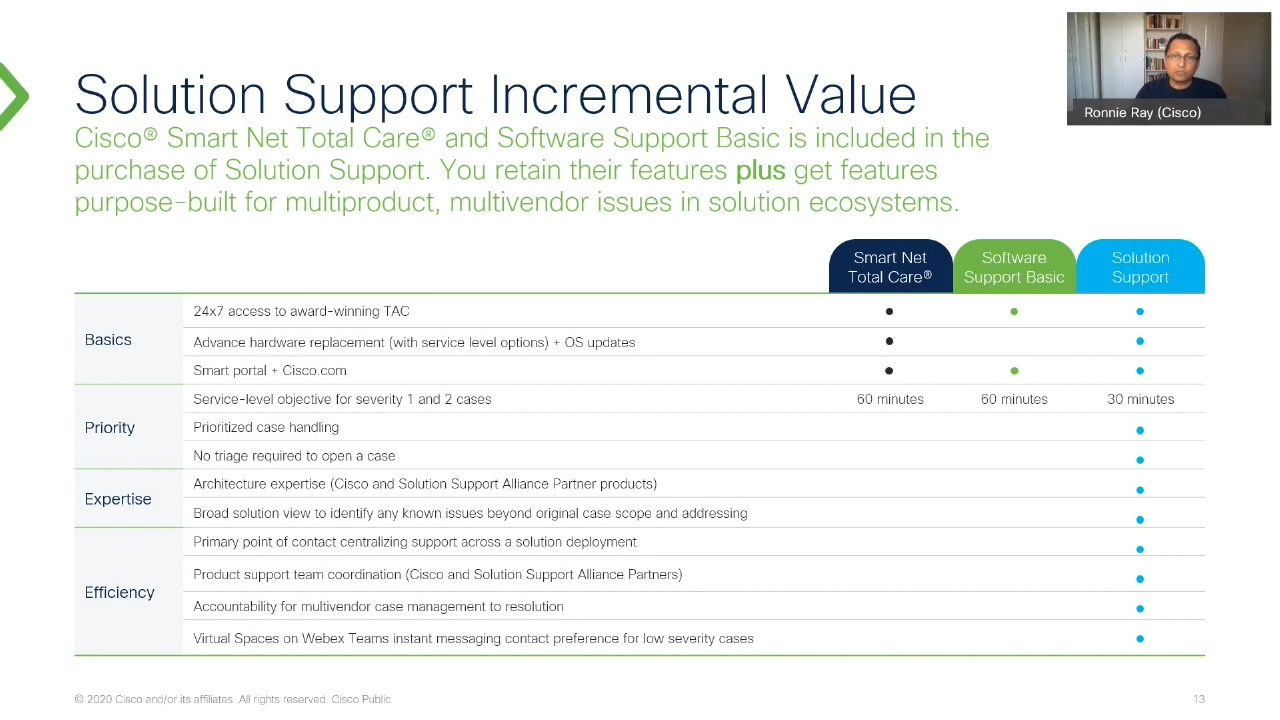 Solution Support Incremental Value
Cisco® Smart Net Total Care® and Software Support Basic is included in the
purchase of Solution Support. You retain their features plus get features
purpose-built for multiproduct, multivendor issues in solution ecosystems.
Ronnie Ray (Cisco)
Smart Net
Total Care®
Software
Support Basic
Solution
Support
Basics
24x7 access to award-winning TAC
Advance hardware replacement (with service level options) + OS updates
Smart portal + Cisco.com
Priority
Service-level objective for severity 1 and 2 cases
60 minutes
60 minutes
30 minutes
Prioritized case handling
No triage required to open a case
Expertise
Architecture expertise (Cisco and Solution Support Alliance Partner products)
Broad solution view to identify any known issues beyond original case scope and addressing
Efficiency
Primary point of contact centralizing support across a solution deployment
Product support team coordination (Cisco and Solution Support Alliance Partners)
Accountability for multivendor case management to resolution
Virtual Spaces on Webex Teams instant messaging contact preference for low severity cases
© 2020 Cisco and/or its affiliates. All rights reserved. Cisco Public
13